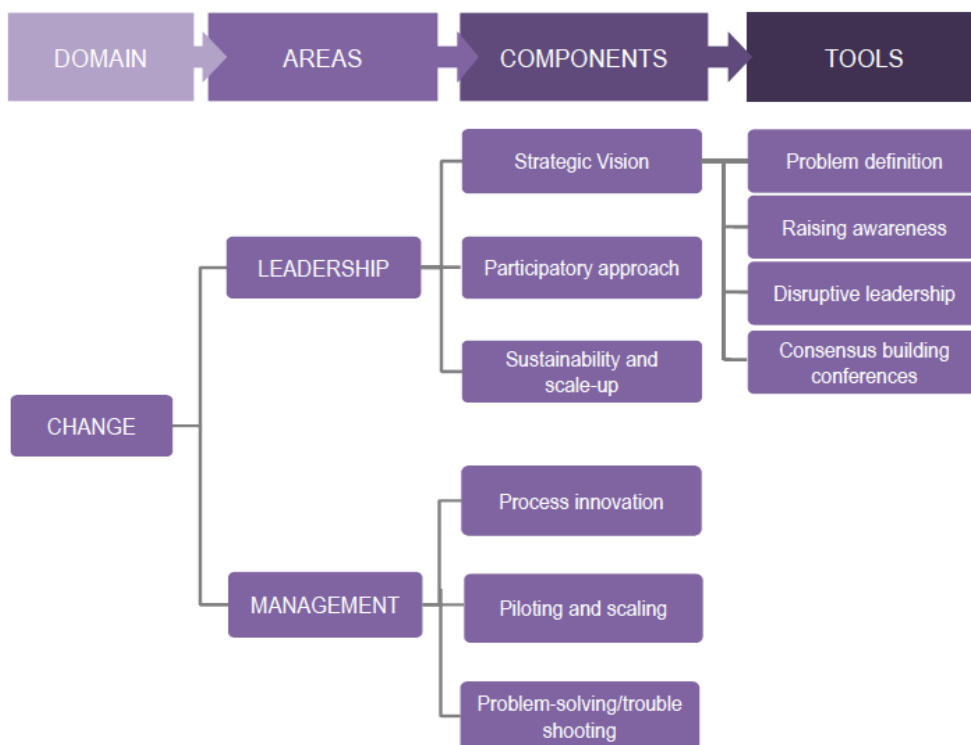 DOMAIN
AREAS
COMPONENTS
TOOLS
Strategic Vision
Problem definition
Raising awareness
LEADERSHIP
Participatory approach
Disruptive leadership
Sustainability and
scale-up
Consensus building
conferences
CHANGE
Process innovation
MANAGEMENT
Piloting and scaling
Problem-solving/trouble
shooting